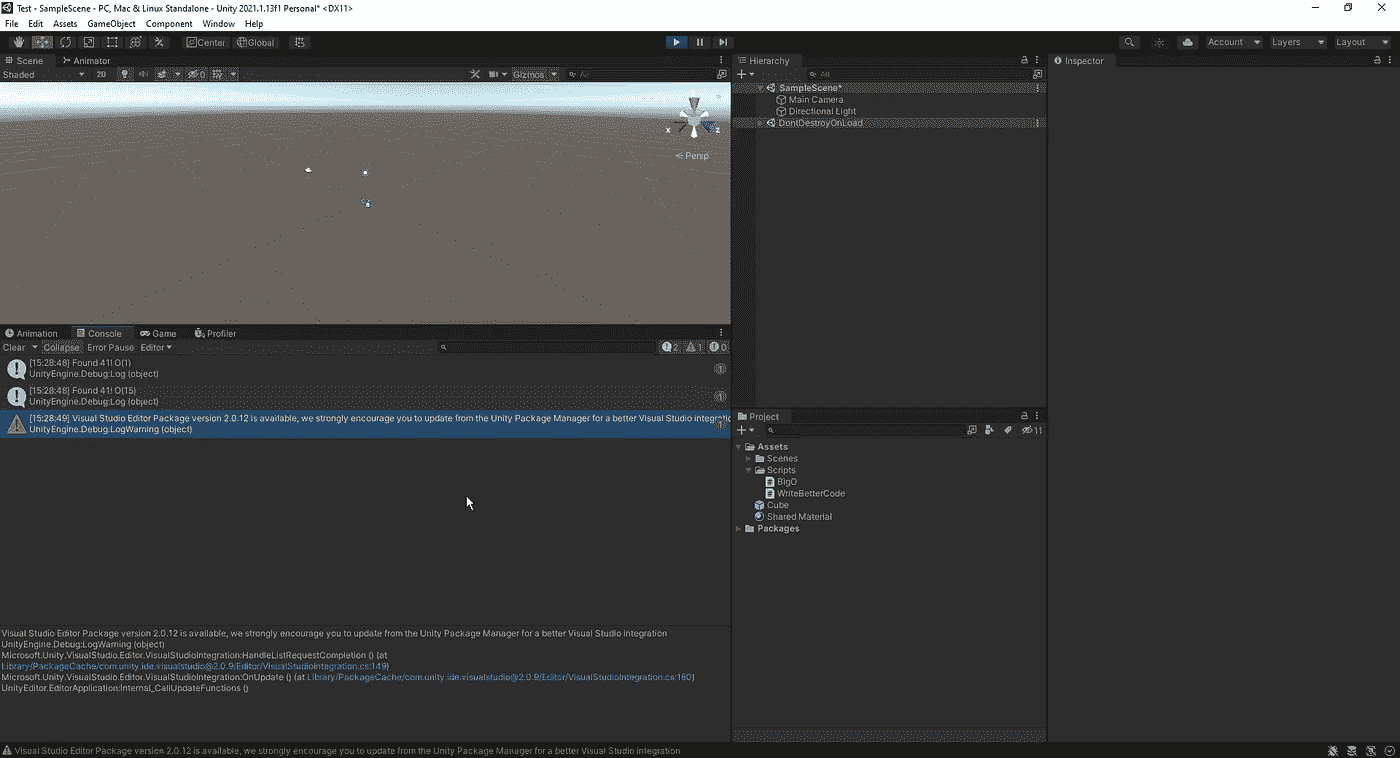 Test - SampleScene - PC, Mac & Linux Standalone - Unity 2021.1.13f1 Personal* <DX11>
File Edit Assets GameObject Component Window Help
Center Global Account Layers Layout
Scene Animator
Shaded 2D 0 Gizmos All
x z
Persp
Hierarchy
All
SampleScene*
Main Camera
Directional Light
DontDestroyOnLoad
Inspector
Animation Console Game Profiler
Clear Collapse Error Pause Editor 2 1 0
[15:28:48] Found 41! O(1)
UnityEngine.Debug:Log (object)
1
[15:28:48] Found 41! O(15)
UnityEngine.Debug:Log (object)
1
[15:28:49] Visual Studio Editor Package version 2.0.12 is available, we strongly encourage you to update from the Unity Package Manager for a better Visual Studio integratio
UnityEngine.Debug:LogWarning (object)
1
Visual Studio Editor Package version 2.0.12 is available, we strongly encourage you to update from the Unity Package Manager for a better Visual Studio integration
UnityEngine.Debug:LogWarning (object)
Microsoft.Unity.VisualStudio.Editor.VisualStudioIntegration:HandleListRequestCompletion () (at
Library/PackageCache/com.unity.ide.visualstudio@2.0.9/Editor/VisualStudioIntegration.cs:149)
Microsoft.Unity.VisualStudio.Editor.VisualStudioIntegration:OnUpdate () (at Library/PackageCache/com.unity.ide.visualstudio@2.0.9/Editor/VisualStudioIntegration.cs:160)
UnityEditor.EditorApplication:Internal_CallUpdateFunctions ()
Project
11
Assets
Scenes
Scripts
BigO
WriteBetterCode
Cube
Shared Material
Packages
Visual Studio Editor Package version 2.0.12 is available, we strongly encourage you to update from the Unity Package Manager for a better Visual Studio integration